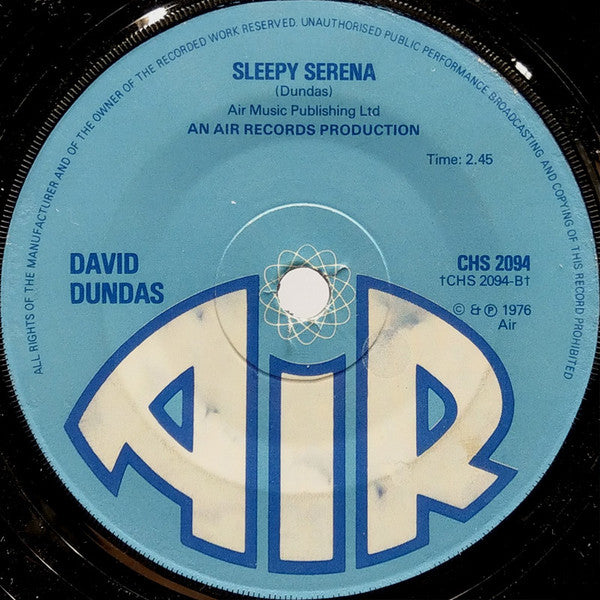 ALL RIGHTS OF THE MANUFACTURER AND OF THE OWNER OF THE RECORDED WORK RESERVED. UNAUTHORISED PUBLIC PERFORMANCE BROADCASTING AND COPYING OF THIS RECORD PROHIBITED
SLEEPY SERENA
(Dundas)
Air Music Publishing Ltd
AN AIR RECORDS PRODUCTION
Time: 2.45
DAVID
DUNDAS
CHS 2094
†CHS 2094-B†
© & ℗ 1976
Air
AiR